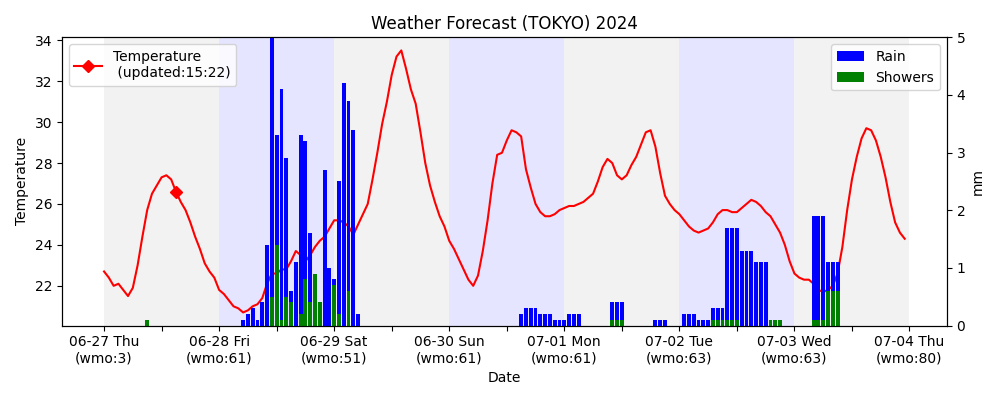 Weather Forecast (TOKYO) 2024
Temperature
(updated:15:22)
Rain
Showers
34
32
30
28
26
24
22
Temperature
5
4
3
2
1
0
mm
06-27 Thu
(wmo:3)
06-28 Fri
(wmo:61)
06-29 Sat
(wmo:51)
06-30 Sun
(wmo:61)
07-01 Mon
(wmo:61)
07-02 Tue
(wmo:63)
07-03 Wed
(wmo:63)
07-04 Thu
(wmo:80)
Date